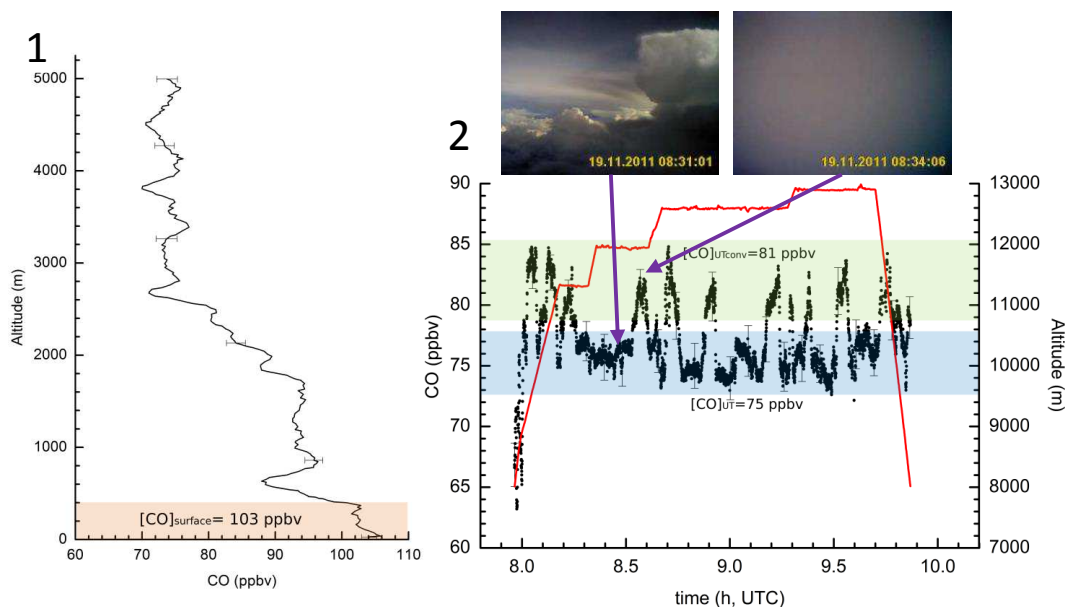 1
5000
4000
3000
2000
1000
0
Altitude (m)
[CO]surface= 103 ppbv
60 70 80 90 100 110
CO (ppbv)
2
19.11.2011 08:31:01
19.11.2011 08:34:06
90
85
80
75
70
65
60
CO (ppbv)
[CO]UTconv=81 ppbv
[CO]UT=75 ppbv
13000
12000
11000
10000
9000
8000
7000
Altitude (m)
8.0 8.5 9.0 9.5 10.0
time (h, UTC)